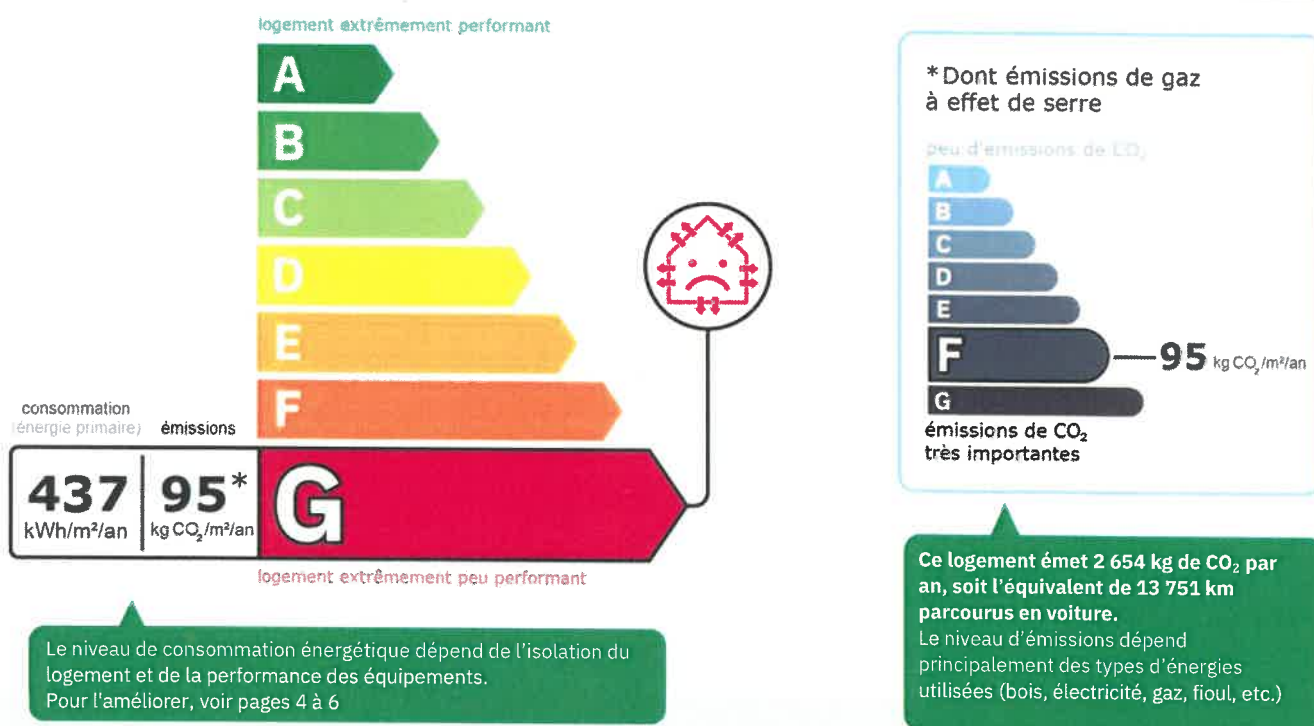 logement extrêmement performant
A
B
C
D
E
F
consommation
(énergie primaire)
émissions
437
kWh/m²/an
95*
kg CO₂/m²/an
G
logement extrêmement peu performant
Le niveau de consommation énergétique dépend de l'isolation du
logement et de la performance des équipements.
Pour l'améliorer, voir pages 4 à 6
*Dont émissions de gaz
à effet de serre
peu d'émissions de CO₂
A
B
C
D
E
F
95 kg CO₂/m²/an
G
émissions de CO₂
très importantes
Ce logement émet 2 654 kg de CO₂ par
an, soit l'équivalent de 13 751 km
parcourus en voiture.
Le niveau d'émissions dépend
principalement des types d'énergies
utilisées (bois, électricité, gaz, fioul, etc.)